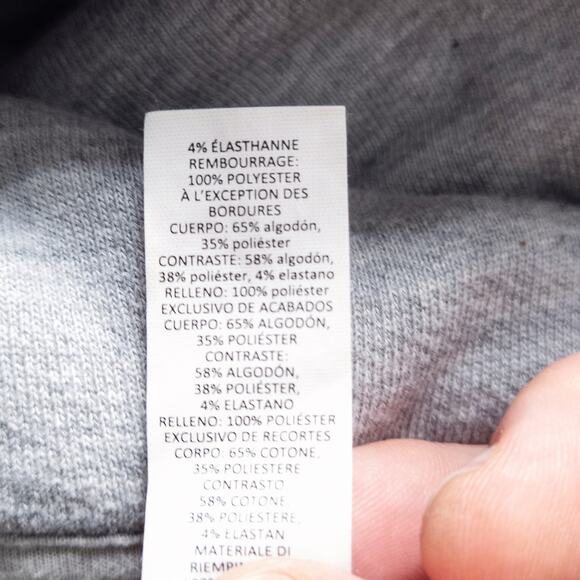 4% ÉLASTHANNE
REMBOURRAGE:
100% POLYESTER
À L'EXCEPTION DES
BORDURES
CUERPO: 65% algodón,
35% poliéster
CONTRASTE: 58% algodón,
38% poliéster, 4% elastano
RELLENO: 100% poliéster
EXCLUSIVO DE ACABADOS
CUERPO: 65% ALGODÓN,
35% POLIÉSTER
CONTRASTE:
58% ALGODÓN,
38% POLIÉSTER,
4% ELASTANO
RELLENO: 100% POLIÉSTER
EXCLUSIVO DE RECORTES
CORPO: 65% COTONE,
35% POLIESTERE
CONTRASTO
58% COTONE
38% POLIESTERE,
4% ELASTAN
MATERIALE DI